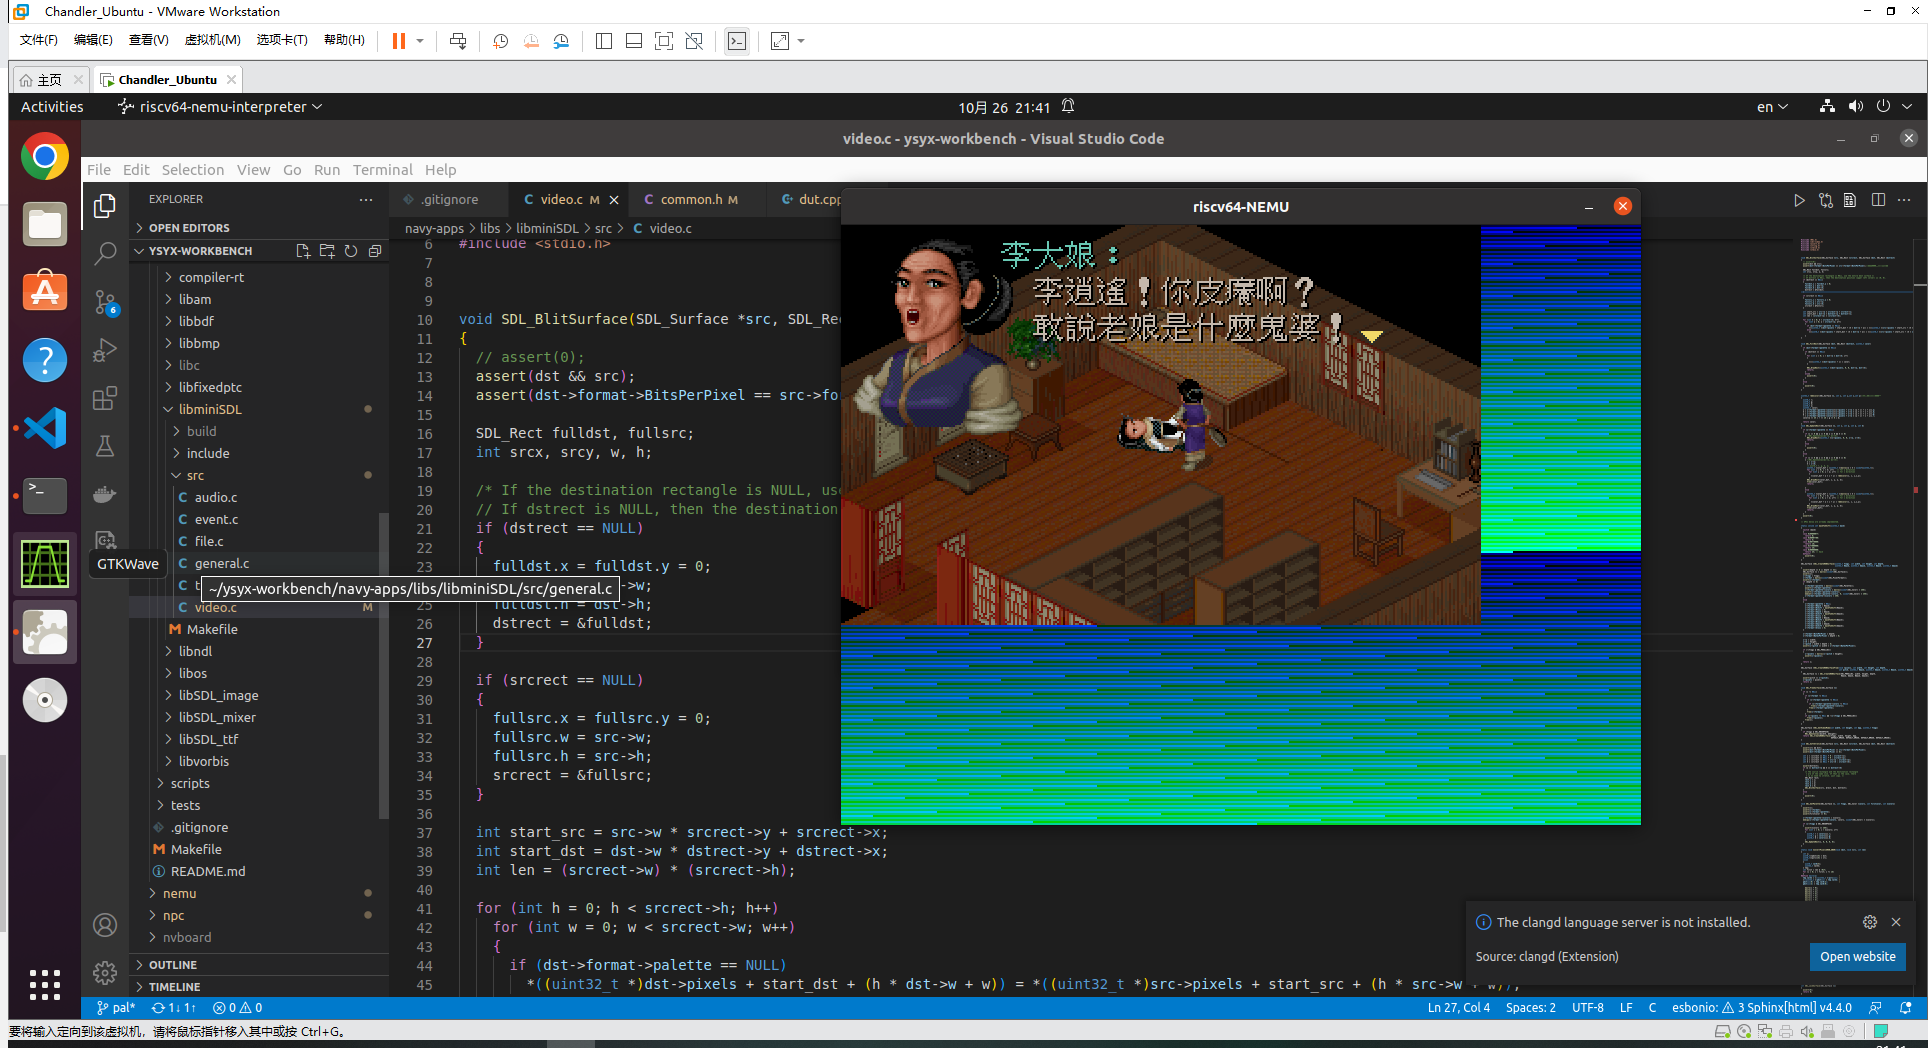 Chandler_Ubuntu - VMware Workstation
文件(F) 编辑(E) 查看(V) 虚拟机(M) 选项卡(T) 帮助(H)
主页 Chandler_Ubuntu
Activities riscv64-nemu-interpreter 10月 26 21:41 en
video.c - ysyx-workbench - Visual Studio Code
File Edit Selection View Go Run Terminal Help
EXPLORER
OPEN EDITORS
YSYX-WORKBENCH
compiler-rt
libam
libbdf
libbmp
libc
libfixedptc
libminiSDL
build
include
src
audio.c
event.c
file.c
general.c
video.c M
Makefile
libndl
libos
libSDL_image
libSDL_mixer
libSDL_ttf
libvorbis
scripts
tests
.gitignore
Makefile
README.md
nemu
npc
nvboard
OUTLINE
TIMELINE
6
GTKWave
~/ysyx-workbench/navy-apps/libs/libminiSDL/src/general.c
.gitignore video.c M common.h M dut.cpp
navy-apps > libs > libminiSDL > src > video.c
6 #include <stdio.h>
7
8
9
10 void SDL_BlitSurface(SDL_Surface *src, SDL_Re
11 {
12 // assert(0);
13 assert(dst && src);
14 assert(dst->format->BitsPerPixel == src->fo
15
16 SDL_Rect fulldst, fullsrc;
17 int srcx, srcy, w, h;
18
19 /* If the destination rectangle is NULL, us
20 // If dstrect is NULL, then the destination
21 if (dstrect == NULL)
22 {
23 fulldst.x = fulldst.y = 0;
->w;
25 fulldst.h = dst->h;
26 dstrect = &fulldst;
27 }
28
29 if (srcrect == NULL)
30 {
31 fullsrc.x = fullsrc.y = 0;
32 fullsrc.w = src->w;
33 fullsrc.h = src->h;
34 srcrect = &fullsrc;
35 }
36
37 int start_src = src->w * srcrect->y + srcrect->x;
38 int start_dst = dst->w * dstrect->y + dstrect->x;
39 int len = (srcrect->w) * (srcrect->h);
40
41 for (int h = 0; h < srcrect->h; h++)
42 for (int w = 0; w < srcrect->w; w++)
43 {
44 if (dst->format->palette == NULL)
45 *((uint32_t *)dst->pixels + start_dst + (h * dst->w + w)) = *((uint32_t *)src->pixels + start_src + (h * src->w + w));
riscv64-NEMU
李大娘：
李逍遙！你皮癢啊？
敢說老娘是什麼鬼婆！
The clangd language server is not installed.
Source: clangd (Extension)
Open website
pal* 1↓ 1↑ 0 0
Ln 27, Col 4 Spaces: 2 UTF-8 LF C esbonio: 3 Sphinx[html] v4.4.0
要将输入定向到该虚拟机，请将鼠标指针移入其中或按 Ctrl+G。